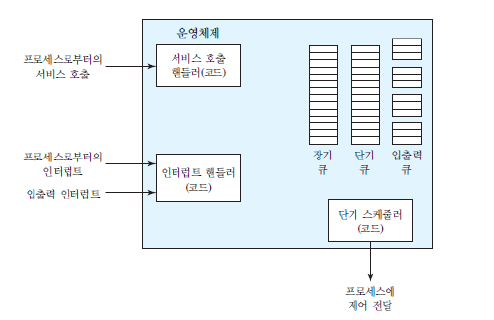 운영체제
프로세스로부터의
서비스 호출
서비스 호출
핸들러(코드)
프로세스로부터의
인터럽트
입출력 인터럽트
인터럽트 핸들러
(코드)
장기
큐
단기
큐
입출력
큐
단기 스케줄러
(코드)
프로세스에
제어 전달